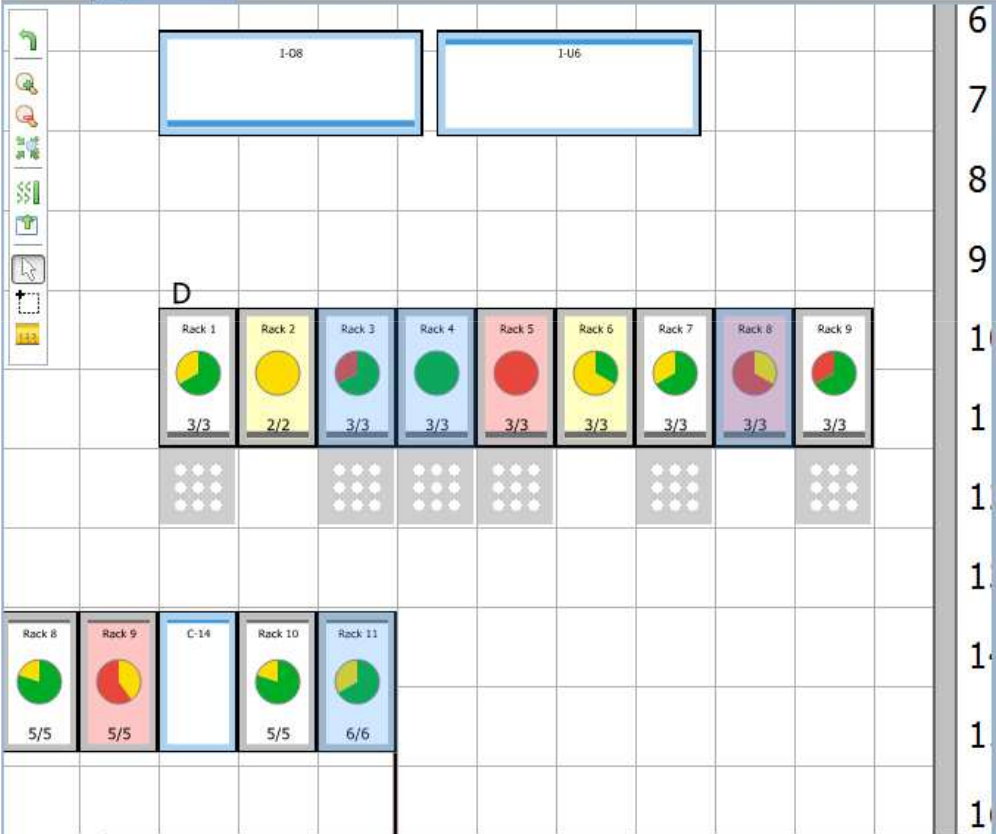 6
I-O8
I-U6
7
8
9
D
Rack 1
Rack 2
Rack 3
Rack 4
Rack 5
Rack 6
Rack 7
Rack 8
Rack 9
3/3
2/2
3/3
3/3
3/3
3/3
3/3
3/3
3/3
Rack 8
Rack 9
C-14
Rack 10
Rack 11
5/5
5/5
5/5
6/6